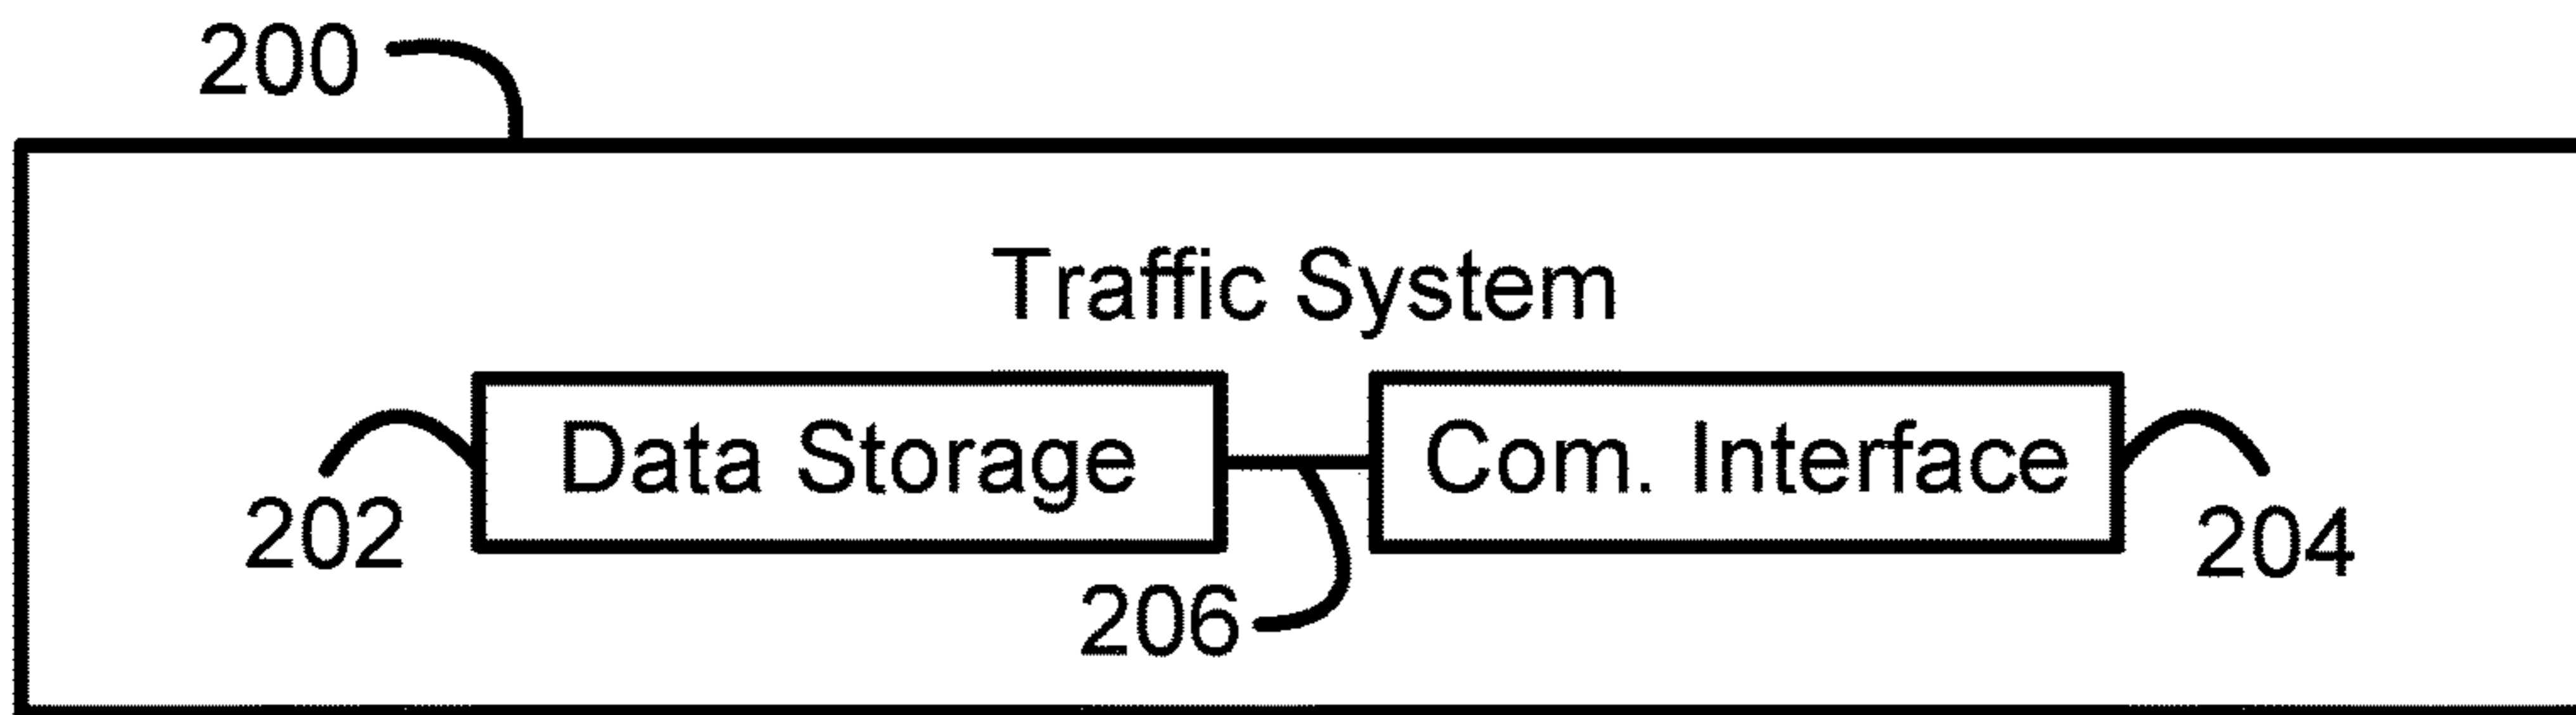 200
Traffic System
Data Storage
Com. Interface
202
204
206